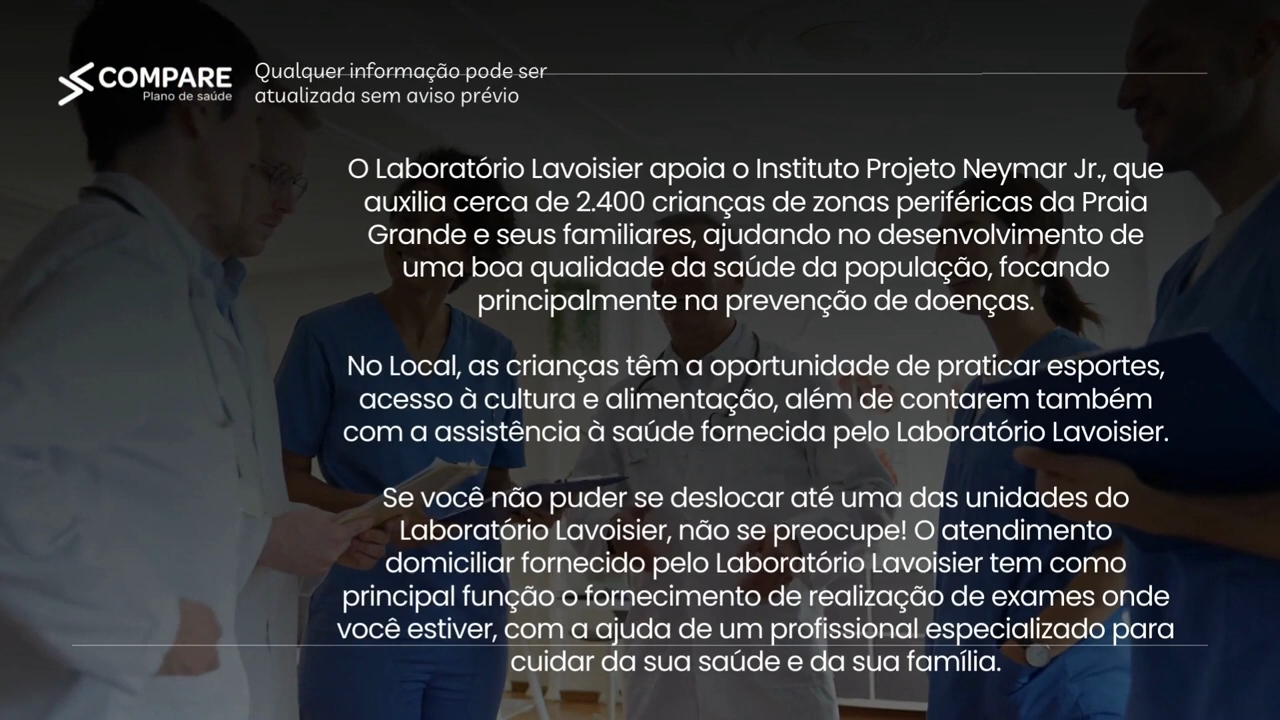 COMPARE
Plano de saúde
Qualquer informação pode ser
atualizada sem aviso prévio
O Laboratório Lavoisier apoia o Instituto Projeto Neymar Jr., que
auxilia cerca de 2.400 crianças de zonas periféricas da Praia
Grande e seus familiares, ajudando no desenvolvimento de
uma boa qualidade da saúde da população, focando
principalmente na prevenção de doenças.
No Local, as crianças têm a oportunidade de praticar esportes,
acesso à cultura e alimentação, além de contarem também
com a assistência à saúde fornecida pelo Laboratório Lavoisier.
Se você não puder se deslocar até uma das unidades do
Laboratório Lavoisier, não se preocupe! O atendimento
domiciliar fornecido pelo Laboratório Lavoisier tem como
principal função o fornecimento de realização de exames onde
você estiver, com a ajuda de um profissional especializado para
cuidar da sua saúde e da sua família.